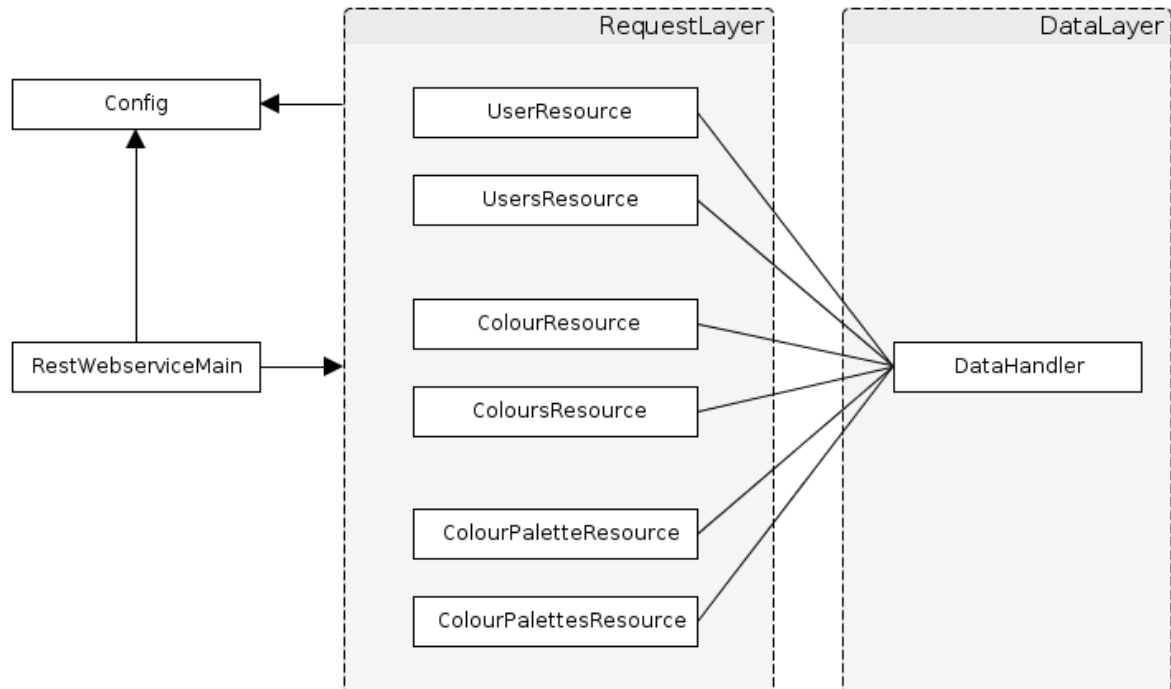 RequestLayer
DataLayer
Config
UserResource
UsersResource
ColourResource
RestWebserviceMain
DataHandler
ColoursResource
ColourPaletteResource
ColourPalettesResource